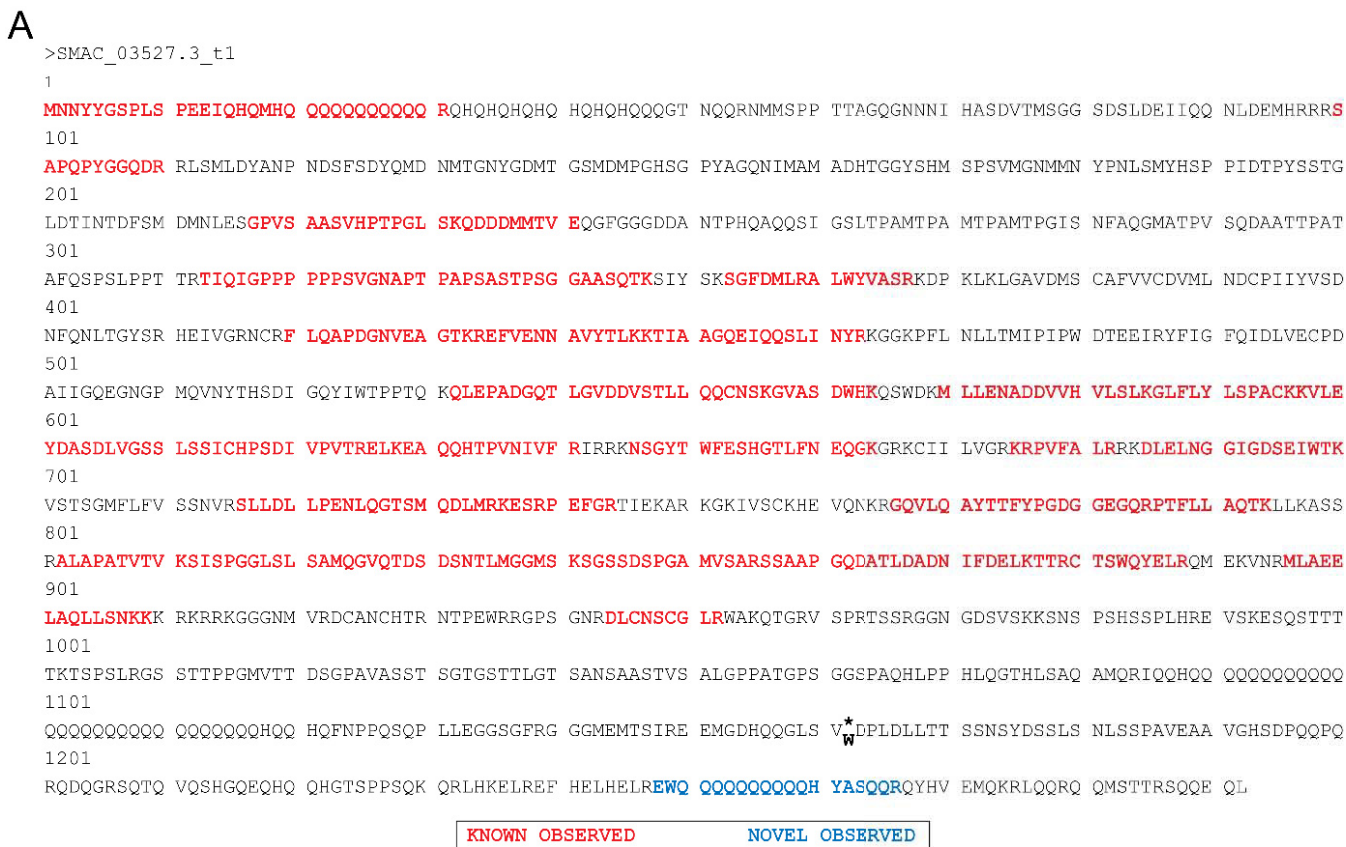 A
>SMAC_03527.3_t1
1
MNNYYGSPLS PEEIQHQMHQ QQQQQQQQQQ RQHQHQHQHQ HQHQHQQQGT NQQRNMMSPP TTAGQGNNNI HASDVTMSGG SDSLDEIIQQ NLDEMHRRRS
101
APQPYGGQDR RLSMLDYANP NDSFSDYQMD NMTGNYGDMT GSMDMPGHSG PYAGQNIMAM ADHTGGYSHM SPSVMGNMMN YPNLSMYHSP PIDTPYSSTG
201
LDTINTDFSM DMNLESGPVS AASVHPTPGL SKQDDDMMTV EQGFGGGDDA NTPHQAQQSI GSLTPAMTPA MTPAMTPGIS NFAQGMATPV SQDAATTPAT
301
AFQSPSLPPT TRTIQIGPPP PPPPSVGNAPT PAPSASTPSG GAASQTKSIY SKSGFDMLRA LWYVASRKDP KLKLGAVDMS CAFVVCDVML NDCPIIYVSD
401
NFQNLTGYSR HEIVGRNCRF LQAPDGNVEA GTKREFVENN AVYTLKKTIA AGQEIQQSLI NYRKGGKPFL NLLTMIPIPW DTEEIRYFIG FQIDLVECPD
501
AIIGQEGNGP MQVNYTHSDI GQYIWTPPTQ KQLEPADGQT LGVDDVSTLL QQCNSKGVAS DWHKQSWDKM LLENADDVVH VLSLKGLFLY LSPACKKVLE
601
YDASDLVGSS LSSICHPSDI VPVTRELKEA QQHTPVNIVF RIRRKNSGYT WFESHGTLFN EQGKGRKCII LVGRKRPVFA LRRKDLELNG GIGDSEIWTK
701
VSTSGMFLFV SSNVRSLLDL LPENLQGTSM QDLMRKESRP EFGRTIEKAR KGKIVSCKHE VQNKRGQVLQ AYTTFYPGDG GEGQRPTFLL AQTKLLKASS
801
RALAPATVTV KSISPGGLSL SAMQGVQTDS DSNTLMGGMS KSGSSDSPGA MVSARSSAAP GQDATLDADN IFDELKTTRC TSWQYELRQM EKVNRMLAEE
901
LAQLLSNKKK RKRRKGGGNM VRDCANCHTR NTPEWRRGPS GNRDLCNSCG LRWAKQTGRV SPRTSSRGGN GDSVSKKSNS PSHSSPLHRE VSKESQSTTT
1001
TKTSPSLRGS STTPPGMVTT DSGPAVASST SGTGSTTLGT SANSAASTVS ALGPPATGPS GGSPAQHLPP HLQGTHLSAQ AMQRIQQHQQ QQQQQQQQQQ
1101
QQQQQQQQQQ QQQQQQQHQQ HQFNPPQSQP LLEGGSGFRG GGMEMTSIRE EMGDHQQGLS V*DPLDLLTT SSNSYDSSLS NLSSPAVEAA VGHSDPQQPQ
W
1201
RQDQGRSQTQ VQSHGQEQHQ QHGTSPPSQK QRLHKELREF HELHELREWQ QQQQQQQQQH YASQQRQYHV EMQKRLQQRQ QMSTTRSQQE QL
KNOWN OBSERVED NOVEL OBSERVED